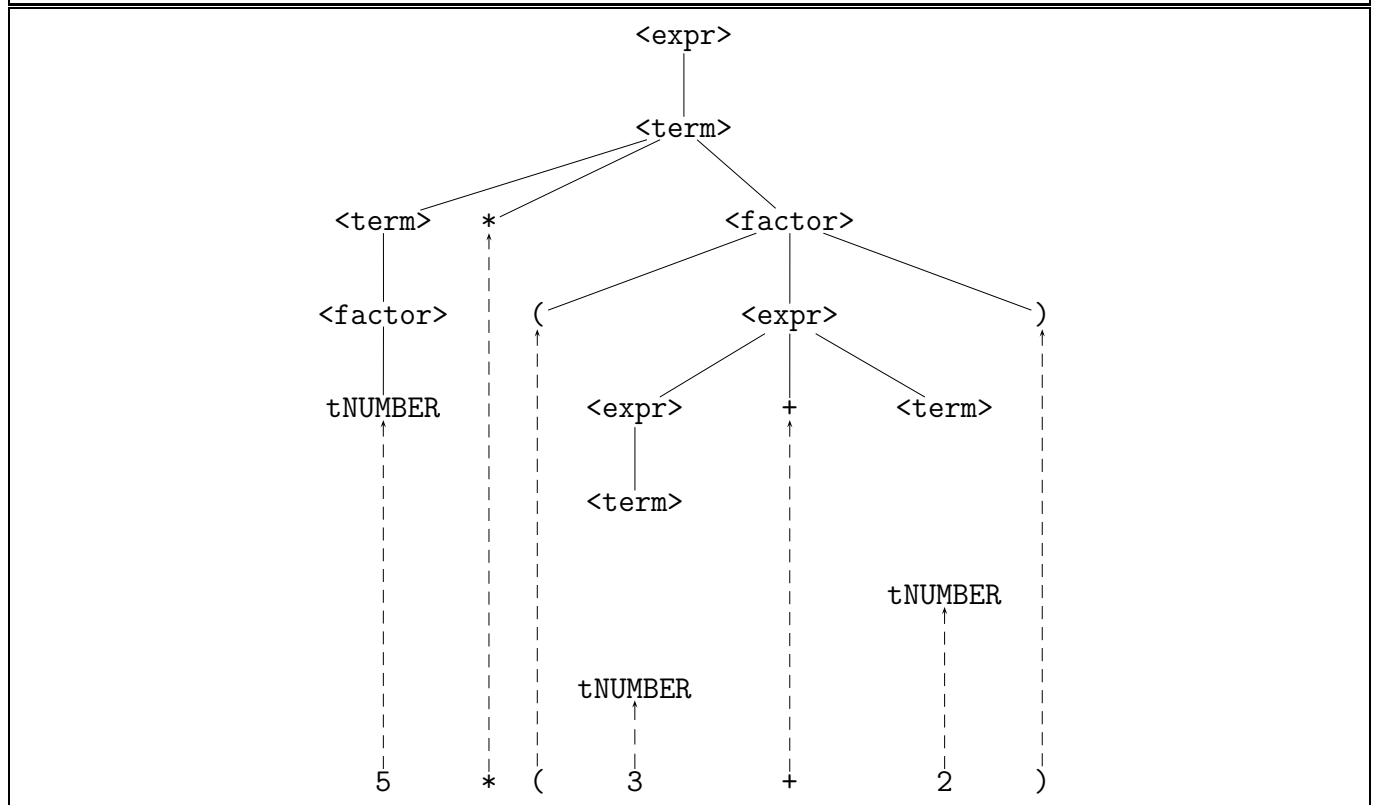 <expr>
<term>
<term> * <factor>
<factor> ( <expr> )
tNUMBER <expr> + <term>
<term>
tNUMBER
tNUMBER
5 * ( 3 + 2 )